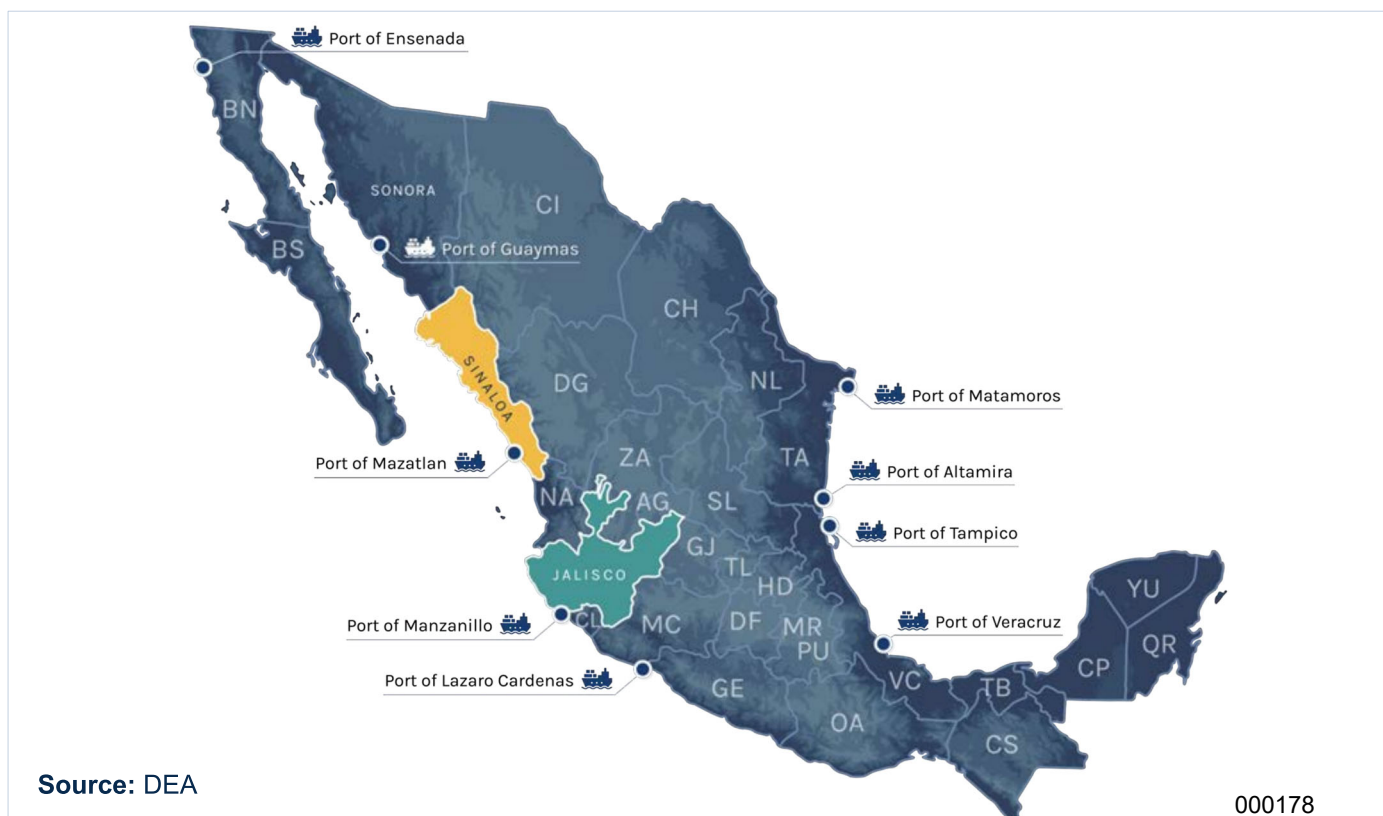 Port of Ensenada
BN
SONORA
CI
BS
Port of Guaymas
CH
SINALOA
DG
NL
Port of Matamoros
Port of Mazatlan
ZA
TA
Port of Altamira
NA
AG
SL
Port of Tampico
GJ
JALISCO
TL
HD
YU
Port of Manzanillo
CL
MC
DF
MR
Port of Veracruz
PU
QR
CP
Port of Lazaro Cardenas
GE
VC
TB
OA
CS
Source: DEA
000178